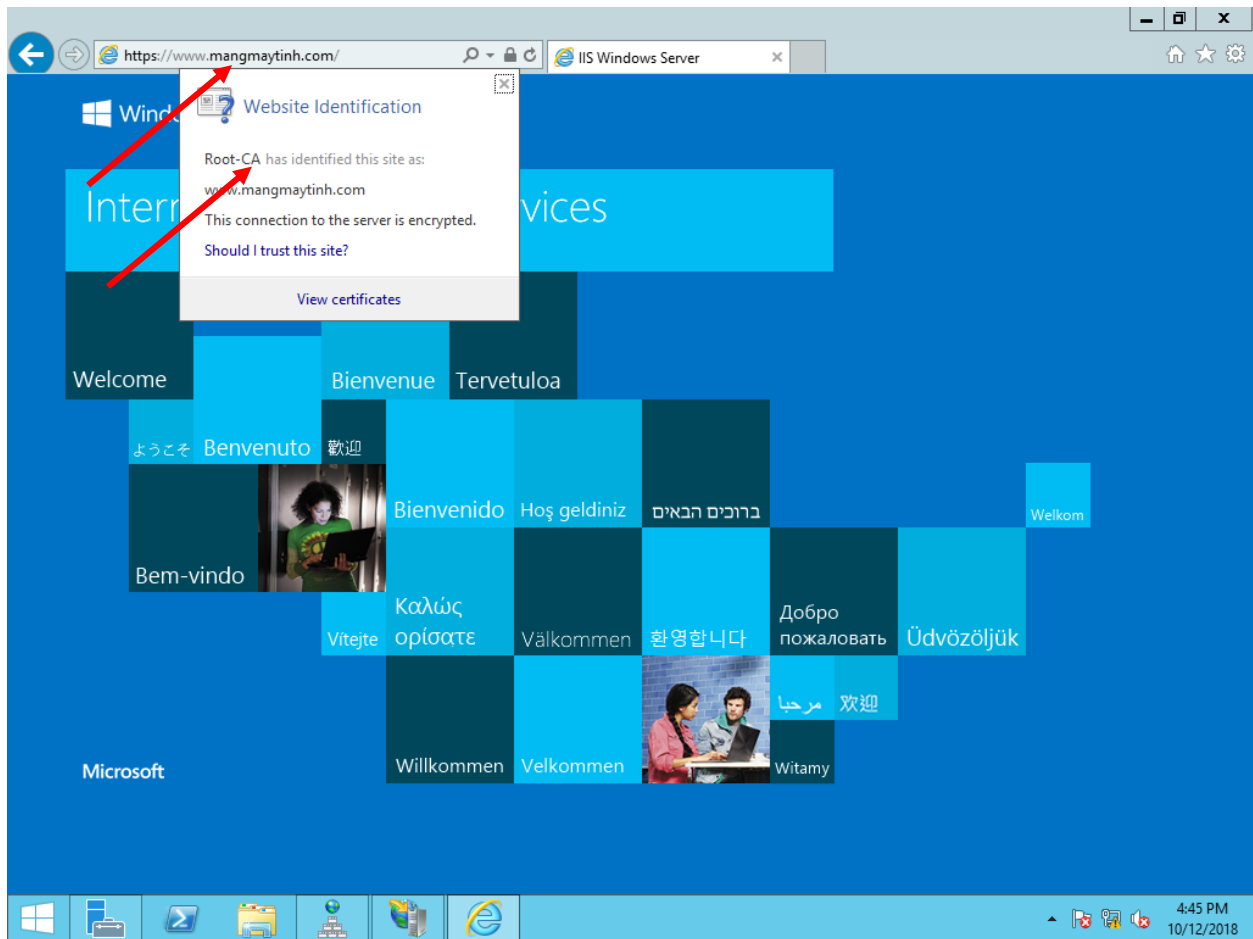 https://www.mangmaytinh.com/
IIS Windows Server
Website Identification
Root-CA has identified this site as:
www.mangmaytinh.com
This connection to the server is encrypted.
Should I trust this site?
View certificates
Wind
Inter
vices
Welcome
Bienvenue
Tervetuloa
ようこそ
Benvenuto
歡迎
Bienvenido
Hoş geldiniz
ברוכים הבאים
Welkom
Bem-vindo
Vítejte
Καλώς
ορίσατε
Välkommen
환영합니다
Добро
пожаловать
Üdvözöljük
مرحبا
欢迎
Microsoft
Willkommen
Velkommen
Witamy
4:45 PM
10/12/2018